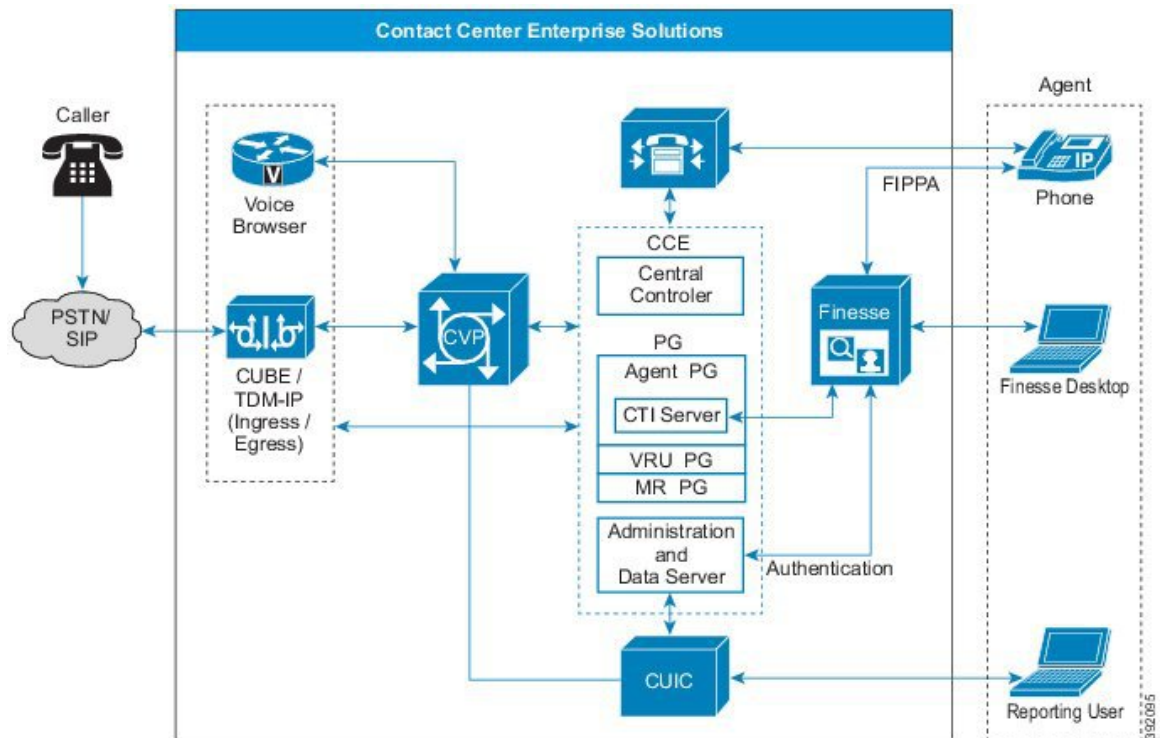 Contact Center Enterprise Solutions
Caller
PSTN/
SIP
V
Voice
Browser
CUBE /
TDM-IP
(Ingress /
Egress)
CVP
CCE
Central
Controler
PG
Agent PG
CTI Server
VRU PG
MR PG
Administration
and
Data Server
CUIC
Finesse
FIPPA
Authentication
Agent
IP
Phone
Finesse Desktop
Reporting User
392095